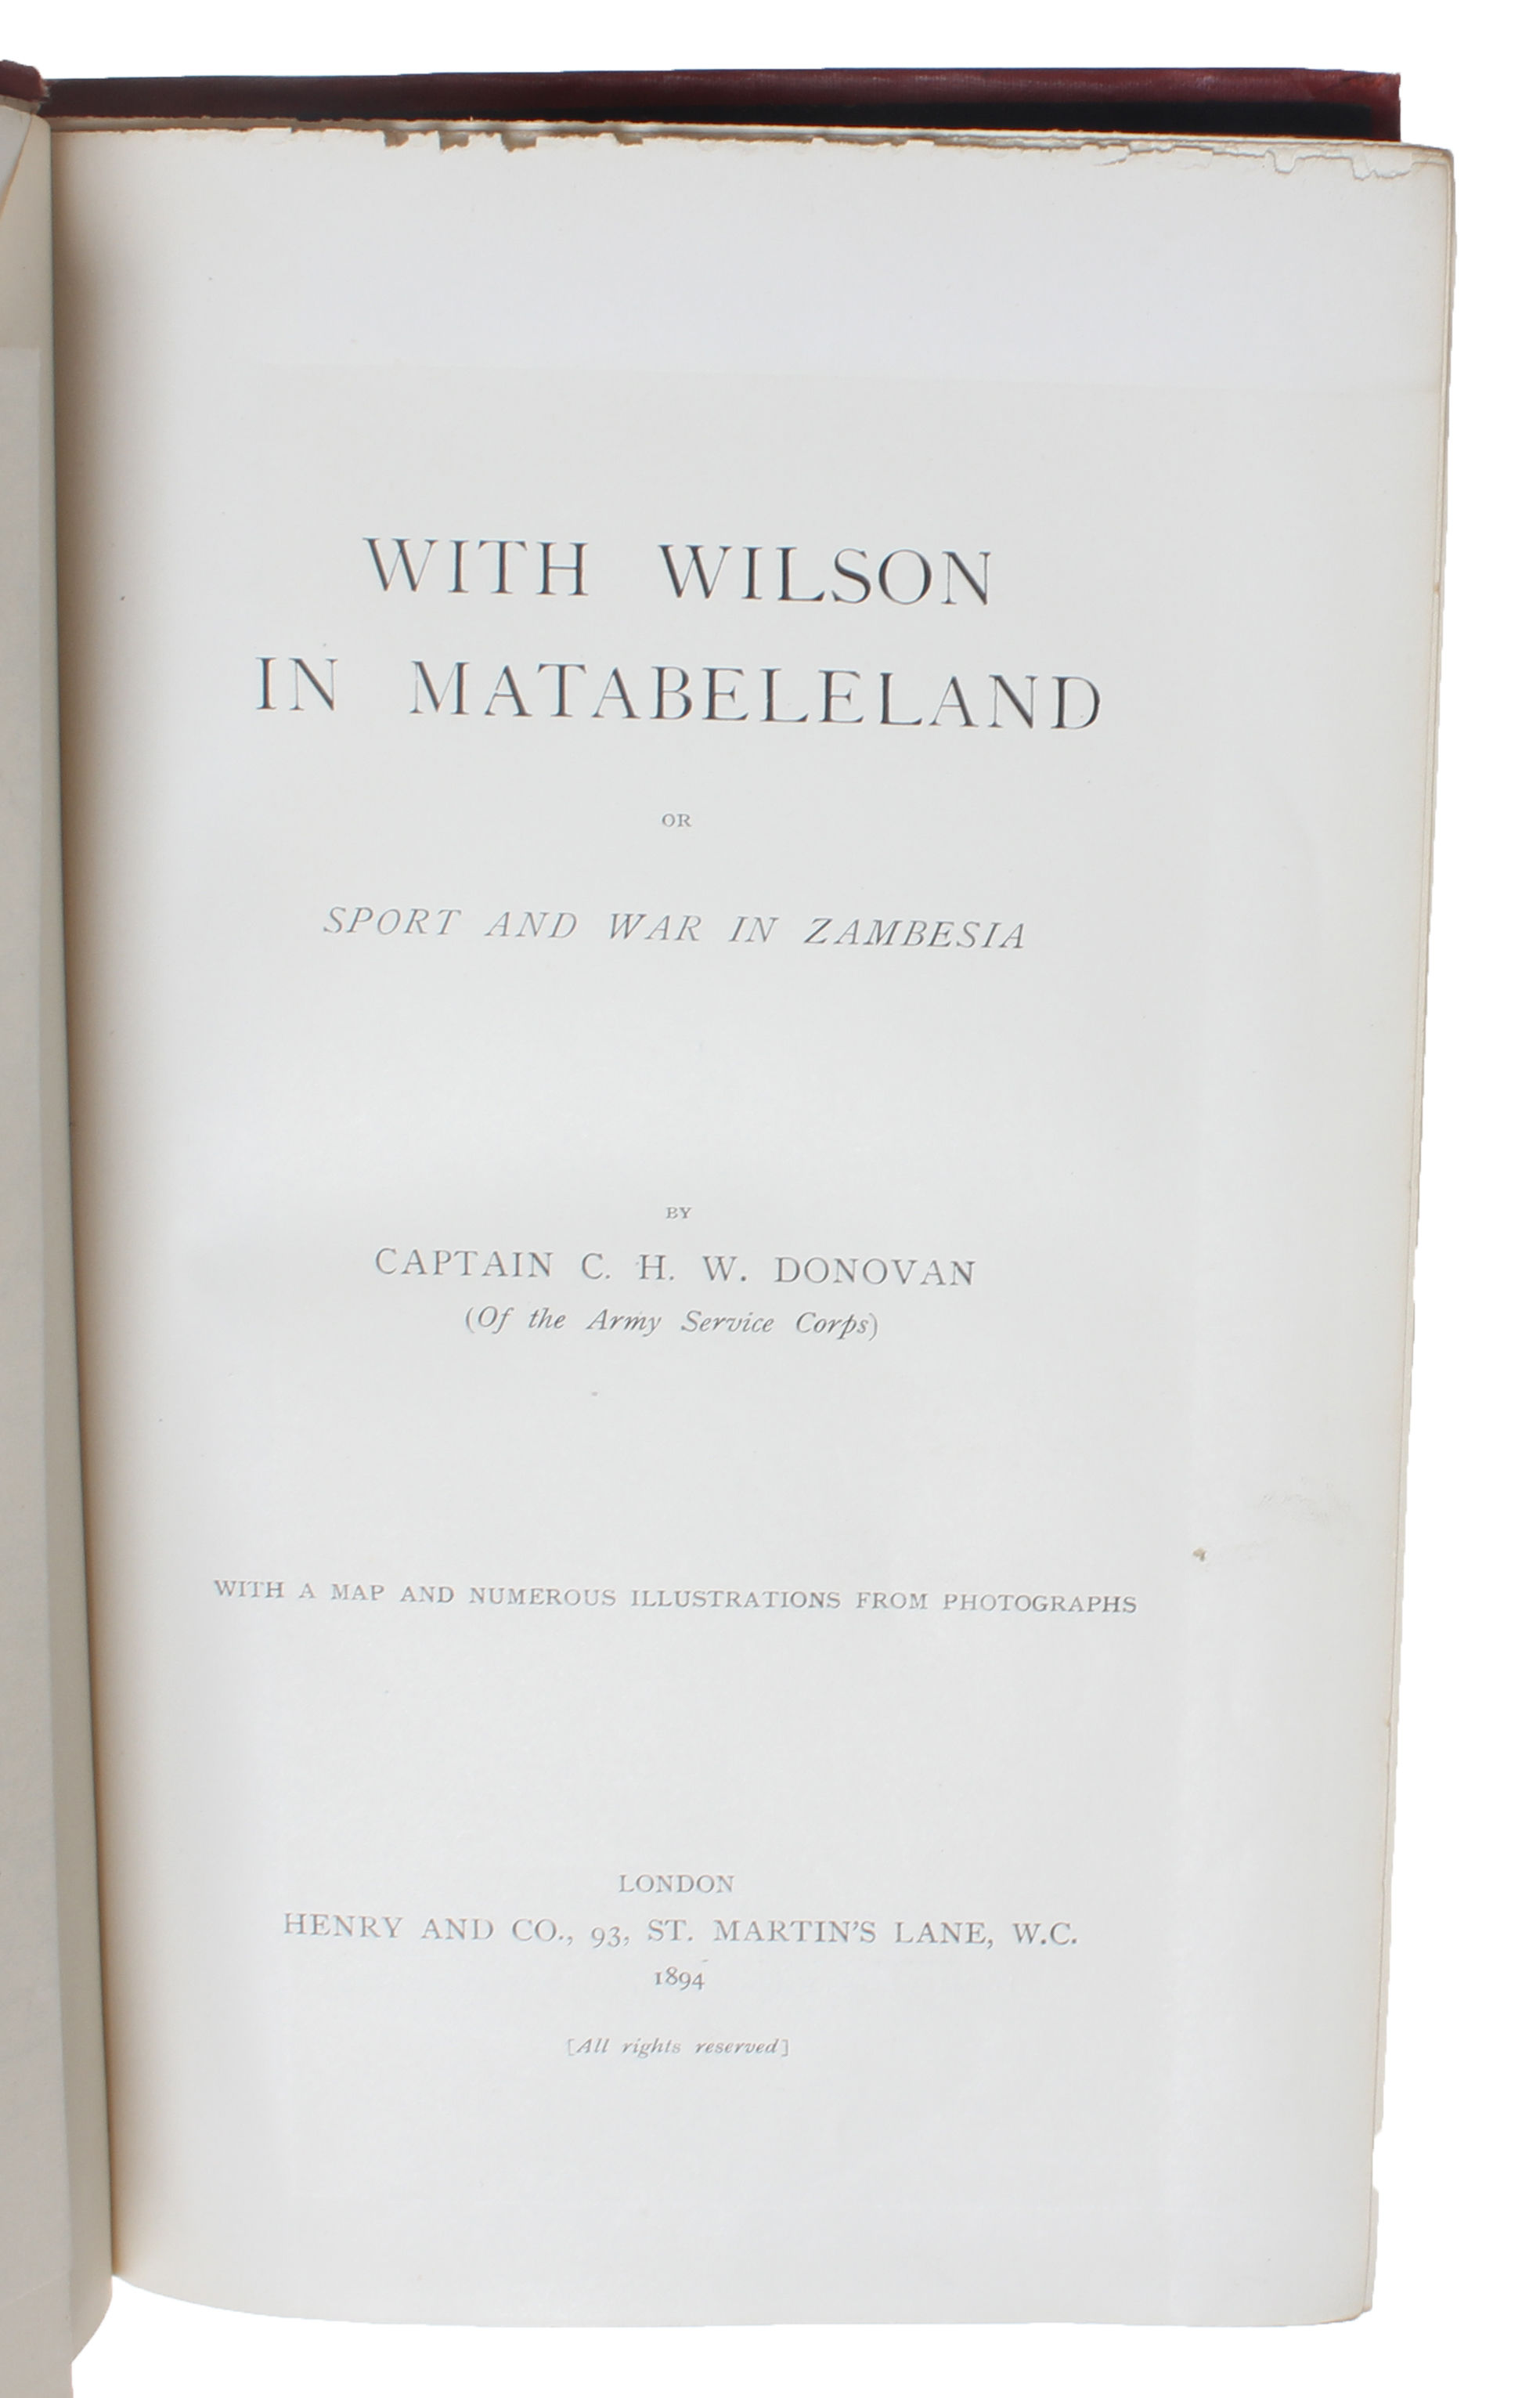 WITH WILSON
IN MATABELELAND
OR
SPORT AND WAR IN ZAMBESIA
BY
CAPTAIN C. H. W. DONOVAN
(Of the Army Service Corps)
WITH A MAP AND NUMEROUS ILLUSTRATIONS FROM PHOTOGRAPHS
LONDON
HENRY AND CO., 93, ST. MARTIN'S LANE, W.C.
1894
[All rights reserved]